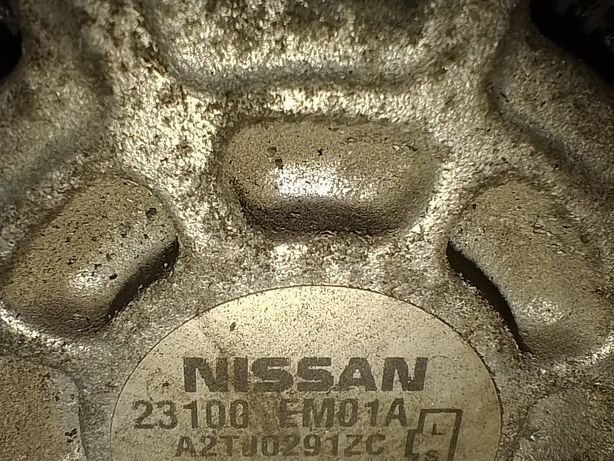 NISSAN
23100 EM01A
A2TJ0291ZC
L
S